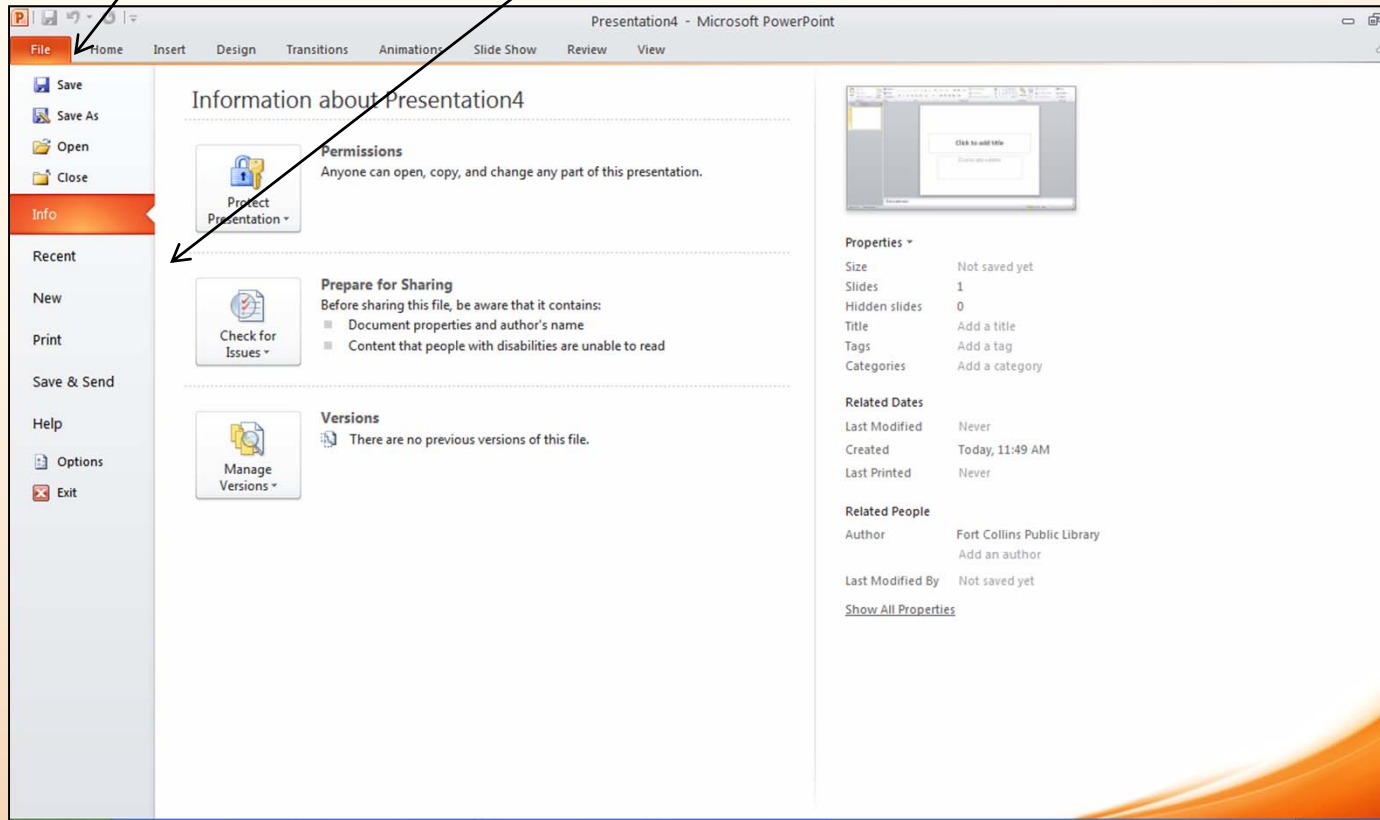 Presentation4 - Microsoft PowerPoint
File Home Insert Design Transitions Animations Slide Show Review View
Save
Save As
Open
Close
Info
Recent
New
Print
Save & Send
Help
Options
Exit
Information about Presentation4
Protect
Presentation
Permissions
Anyone can open, copy, and change any part of this presentation.
Check for
Issues
Prepare for Sharing
Before sharing this file, be aware that it contains:
Document properties and author's name
Content that people with disabilities are unable to read
Manage
Versions
Versions
There are no previous versions of this file.
Click to add title
Properties
Size Not saved yet
Slides 1
Hidden slides 0
Title Add a title
Tags Add a tag
Categories Add a category
Related Dates
Last Modified Never
Created Today, 11:49 AM
Last Printed Never
Related People
Author Fort Collins Public Library
Add an author
Last Modified By Not saved yet
Show All Properties